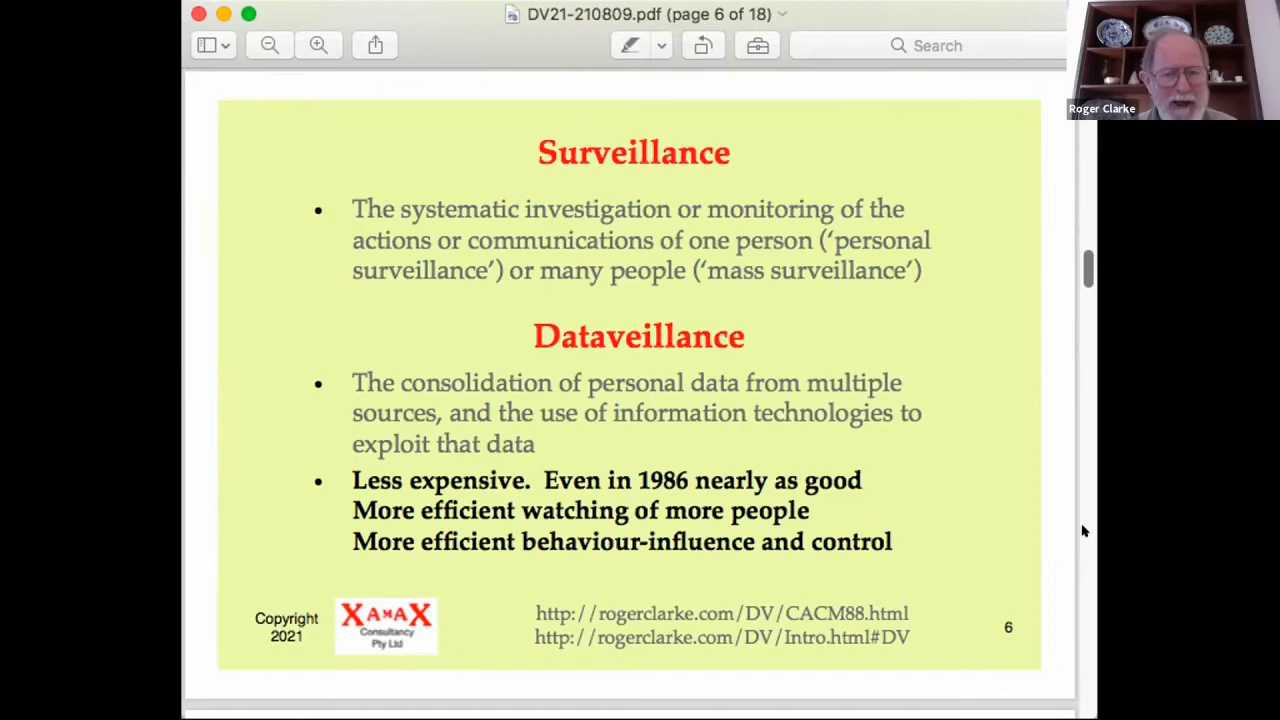 DV21-210809.pdf (page 6 of 18)
Search
Roger Clarke
Surveillance
• The systematic investigation or monitoring of the
actions or communications of one person (‘personal
surveillance’) or many people (‘mass surveillance’)
Dataveillance
• The consolidation of personal data from multiple
sources, and the use of information technologies to
exploit that data
• Less expensive.  Even in 1986 nearly as good
More efficient watching of more people
More efficient behaviour-influence and control
Copyright
2021
XAMAX
Consultancy
Pty Ltd
http://rogerclarke.com/DV/CACM88.html
http://rogerclarke.com/DV/Intro.html#DV
6